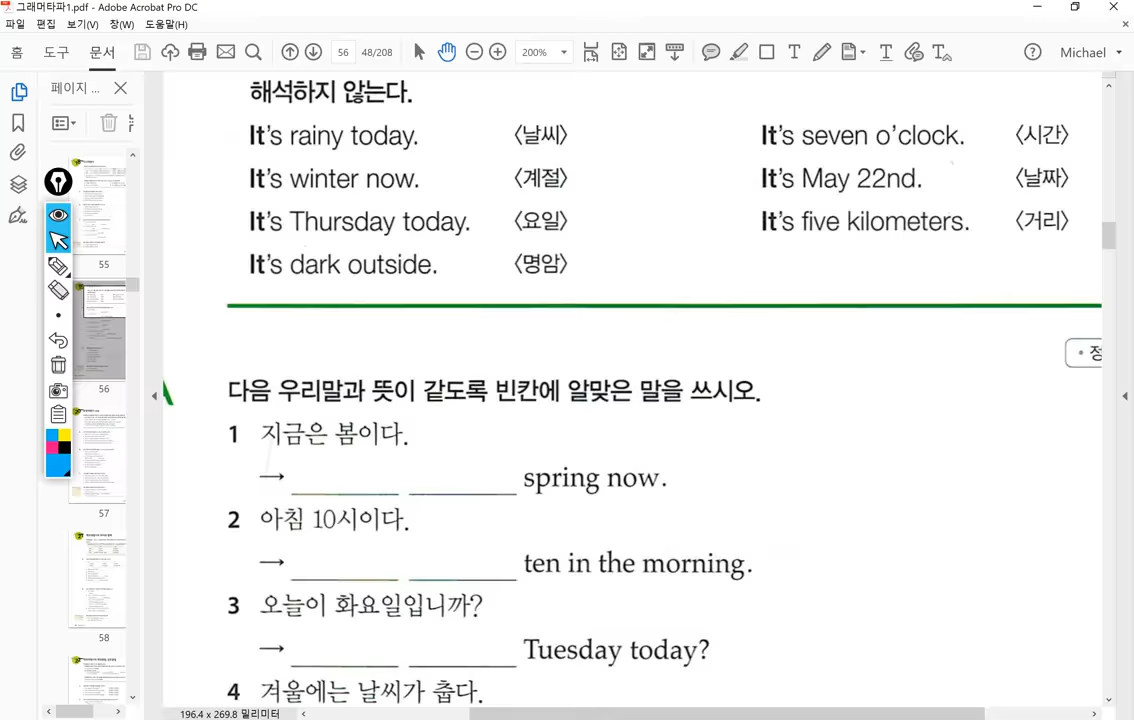 그래머타파1.pdf - Adobe Acrobat Pro DC
파일 편집 보기(V) 창(W) 도움말(H)
홈 도구 문서 56 48/208 200% Michael
페이지 ...
해석하지 않는다.
It's rainy today. 〈날씨〉 It's seven o'clock. 〈시간〉
It's winter now. 〈계절〉 It's May 22nd. 〈날짜〉
It's Thursday today. 〈요일〉 It's five kilometers. 〈거리〉
It's dark outside. 〈명암〉
55
56
57
58
다음 우리말과 뜻이 같도록 빈칸에 알맞은 말을 쓰시오.
1 지금은 봄이다.
→ ________ ________ spring now.
2 아침 10시이다.
→ ________ ________ ten in the morning.
3 오늘이 화요일입니까?
→ ________ ________ Tuesday today?
4 겨울에는 날씨가 춥다.
196.4 x 269.8 밀리미터